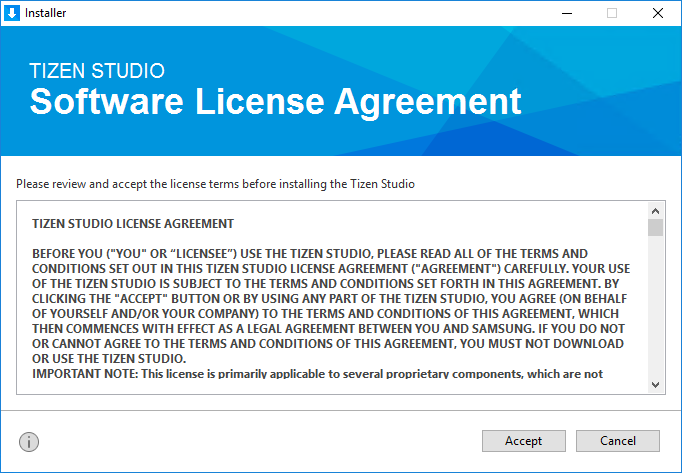 Installer
TIZEN STUDIO
Software License Agreement
Please review and accept the license terms before installing the Tizen Studio
TIZEN STUDIO LICENSE AGREEMENT
BEFORE YOU ("YOU" OR “LICENSEE”) USE THE TIZEN STUDIO, PLEASE READ ALL OF THE TERMS AND
CONDITIONS SET OUT IN THIS TIZEN STUDIO LICENSE AGREEMENT ("AGREEMENT") CAREFULLY. YOUR USE
OF THE TIZEN STUDIO IS SUBJECT TO THE TERMS AND CONDITIONS SET FORTH IN THIS AGREEMENT. BY
CLICKING THE "ACCEPT" BUTTON OR BY USING ANY PART OF THE TIZEN STUDIO, YOU AGREE (ON BEHALF
OF YOURSELF AND/OR YOUR COMPANY) TO THE TERMS AND CONDITIONS OF THIS AGREEMENT, WHICH
THEN COMMENCES WITH EFFECT AS A LEGAL AGREEMENT BETWEEN YOU AND SAMSUNG. IF YOU DO NOT
OR CANNOT AGREE TO THE TERMS AND CONDITIONS OF THIS AGREEMENT, YOU MUST NOT DOWNLOAD
OR USE THE TIZEN STUDIO.
IMPORTANT NOTE: This license is primarily applicable to several proprietary components, which are not
Accept
Cancel